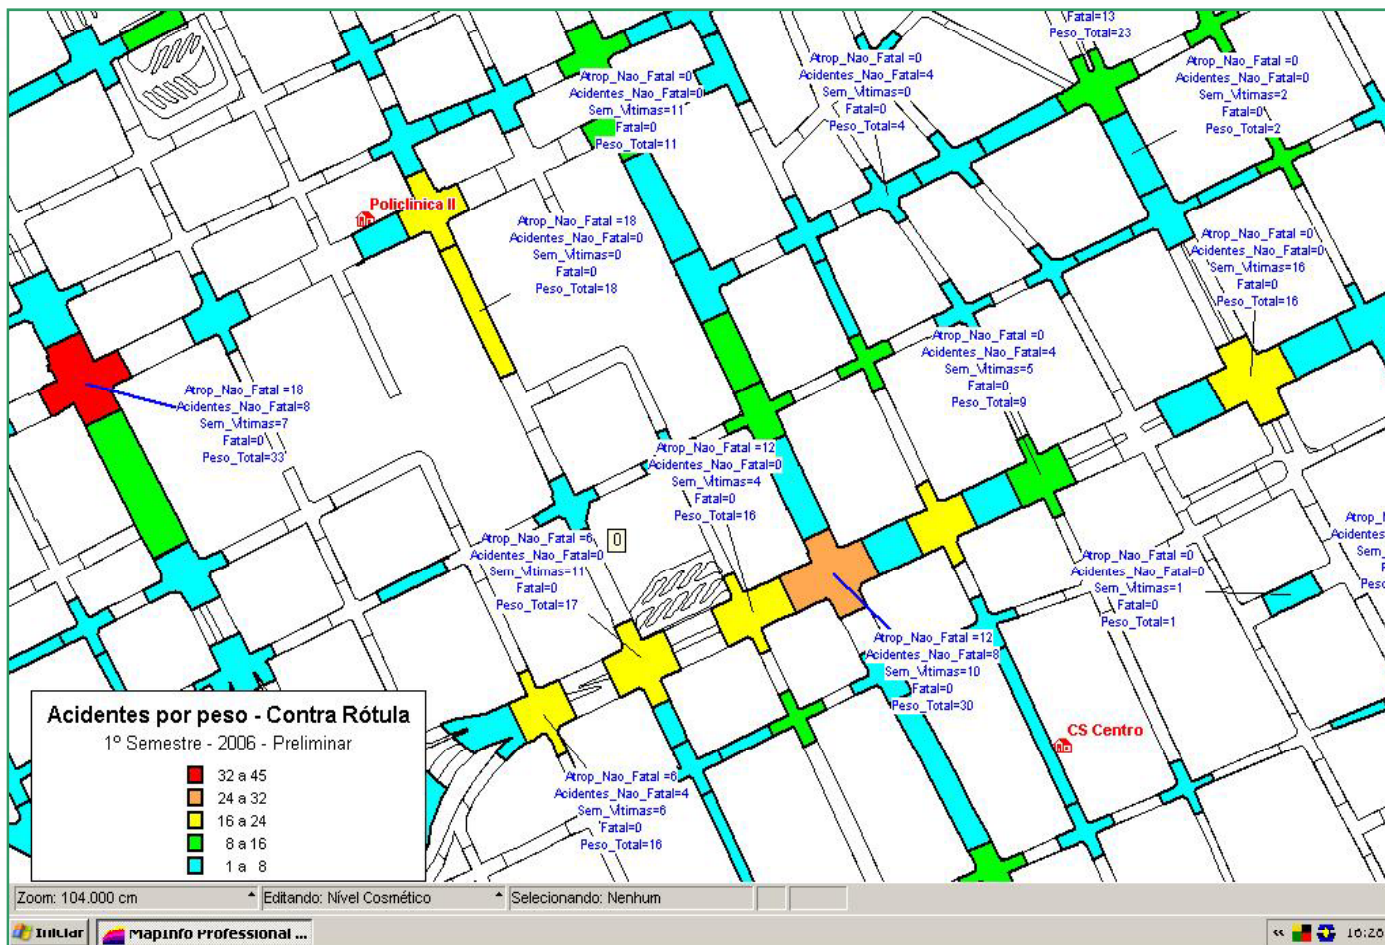 Fatal=13
Peso_Total=23
Atrop_Nao_Fatal =0
Acidentes_Nao_Fatal=4
Sem_Vitimas=0
Fatal=0
Peso_Total=4
Atrop_Nao_Fatal =0
Acidentes_Nao_Fatal=0
Sem_Vitimas=2
Fatal=0
Peso_Total=2
Atrop_Nao_Fatal =0
Acidentes_Nao_Fatal=0
Sem_Vitimas=11
Fatal=0
Peso_Total=11
Policlinica II
Atrop_Nao_Fatal =18
Acidentes_Nao_Fatal=0
Sem_Vitimas=0
Fatal=0
Peso_Total=18
Atrop_Nao_Fatal =0
Acidentes_Nao_Fatal=0
Sem_Vitimas=16
Fatal=0
Peso_Total=16
Atrop_Nao_Fatal =0
Acidentes_Nao_Fatal=4
Sem_Vitimas=5
Fatal=0
Peso_Total=9
Atrop_Nao_Fatal =18
Acidentes_Nao_Fatal=8
Sem_Vitimas=7
Fatal=0
Peso_Total=33
Atrop_Nao_Fatal =12
Acidentes_Nao_Fatal=0
Sem_Vitimas=4
Fatal=0
Peso_Total=16
Atrop_Nao_Fatal =6
Acidentes_Nao_Fatal=0
Sem_Vitimas=11
Fatal=0
Peso_Total=17
0
Atrop_Nao_Fatal =0
Acidentes_Nao_Fatal=0
Sem_Vitimas=1
Fatal=0
Peso_Total=1
Atrop_Nao_Fatal =12
Acidentes_Nao_Fatal=8
Sem_Vitimas=10
Fatal=0
Peso_Total=30
CS Centro
Atrop_Nao_Fatal =6
Acidentes_Nao_Fatal=4
Sem_Vitimas=6
Fatal=0
Peso_Total=16
Acidentes por peso - Contra Rótula
1º Semestre - 2006 - Preliminar
32 a 45
24 a 32
16 a 24
8 a 16
1 a 8
Zoom: 104.000 cm
Editando: Nível Cosmético
Selecionando: Nenhum
Iniciar
MapInfo Professional ...
16:26